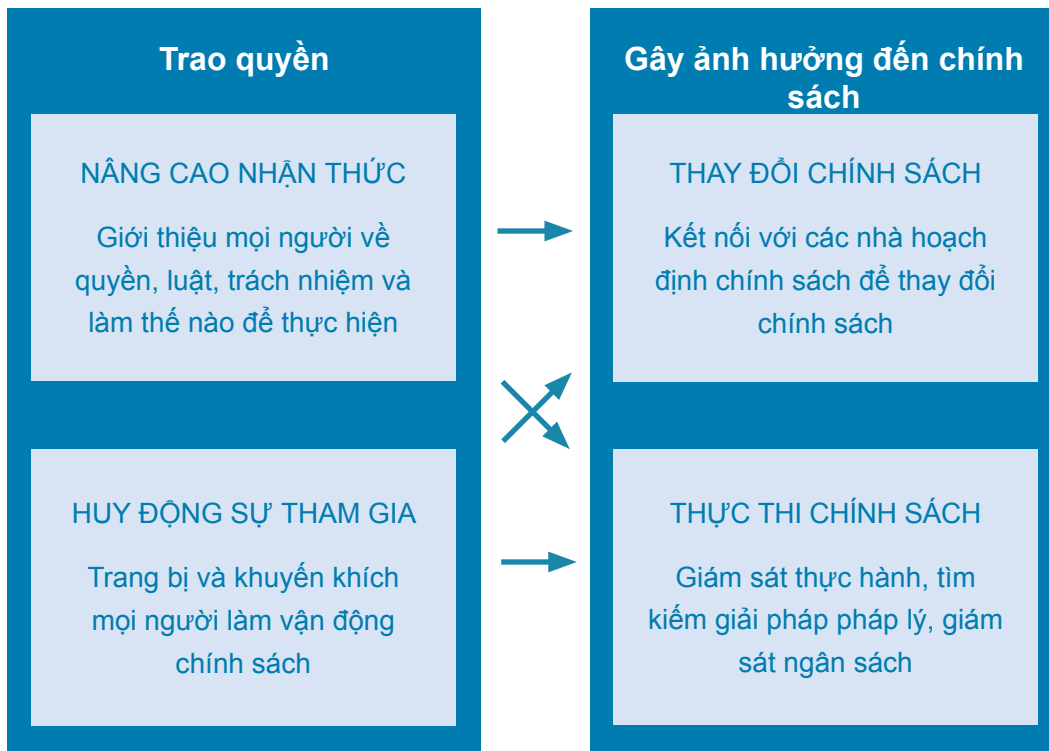 Trao quyền
NÂNG CAO NHẬN THỨC
Giới thiệu mọi người về
quyền, luật, trách nhiệm và
làm thế nào để thực hiện
HUY ĐỘNG SỰ THAM GIA
Trang bị và khuyến khích
mọi người làm vận động
chính sách
Gây ảnh hưởng đến chính
sách
THAY ĐỔI CHÍNH SÁCH
Kết nối với các nhà hoạch
định chính sách để thay đổi
chính sách
THỰC THI CHÍNH SÁCH
Giám sát thực hành, tìm
kiếm giải pháp pháp lý, giám
sát ngân sách